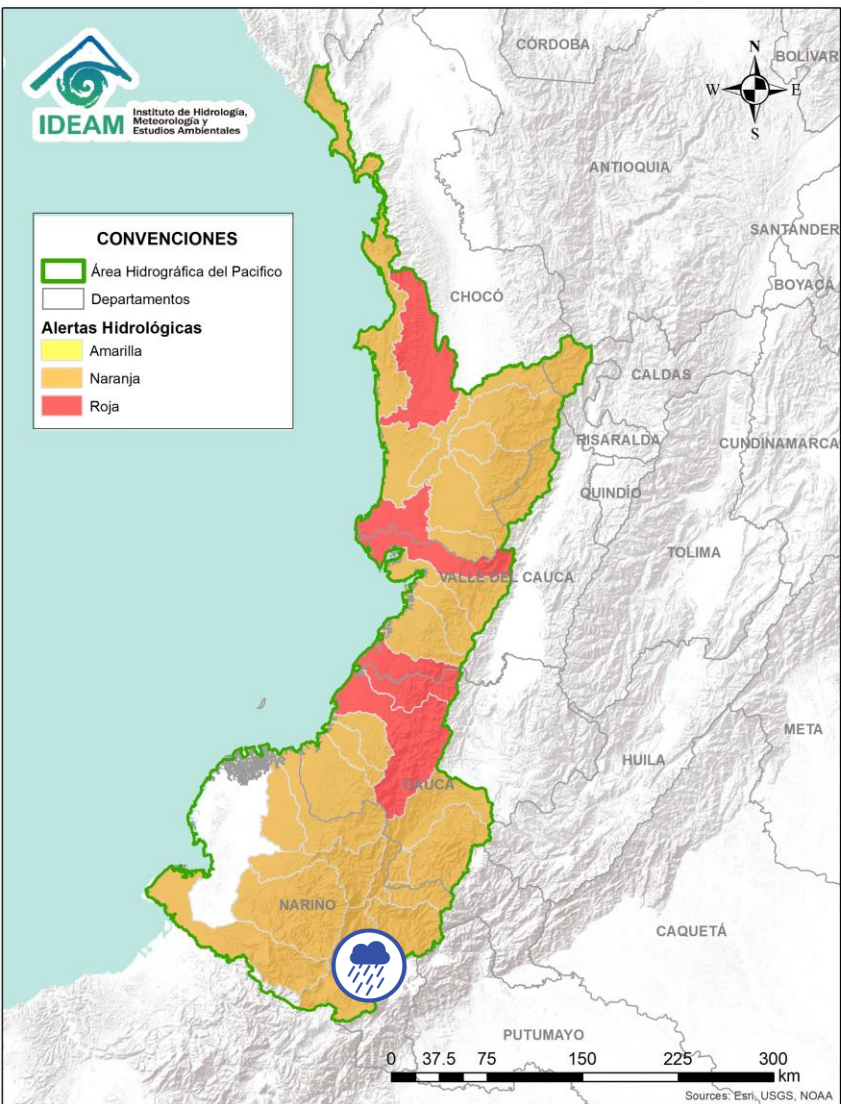 IDEAM
Instituto de Hidrología,
Meteorología y
Estudios Ambientales
CÓRDOBA
BOLÍVAR
N
W
E
S
ANTIOQUIA
SANTANDER
BOYACÁ
CONVENCIONES
Área Hidrográfica del Pacifico
Departamentos
Alertas Hidrológicas
Amarilla
Naranja
Roja
CHOCÓ
CALDAS
RISARALDA
CUNDINAMARCA
QUINDÍO
TOLIMA
VALLE DEL CAUCA
META
HUILA
CAUCA
NARIÑO
CAQUETÁ
PUTUMAYO
0 37.5 75 150 225 300
km
Sources: Esri, USGS, NOAA